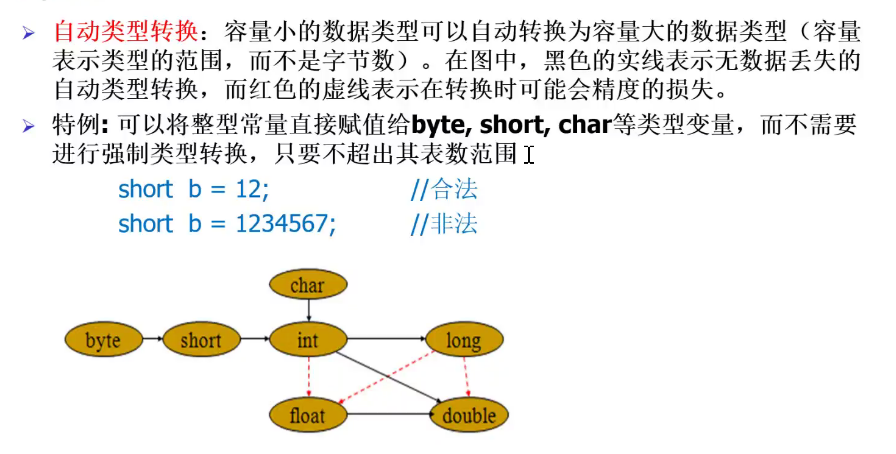 自动类型转换：容量小的数据类型可以自动转换为容量大的数据类型（容量
表示类型的范围，而不是字节数）。在图中，黑色的实线表示无数据丢失的
自动类型转换，而红色的虚线表示在转换时可能会精度的损失。
特例: 可以将整型常量直接赋值给byte, short, char等类型变量，而不需要
进行强制类型转换，只要不超出其表数范围
short b = 12; //合法
short b = 1234567; //非法
char
byte short int long
float double